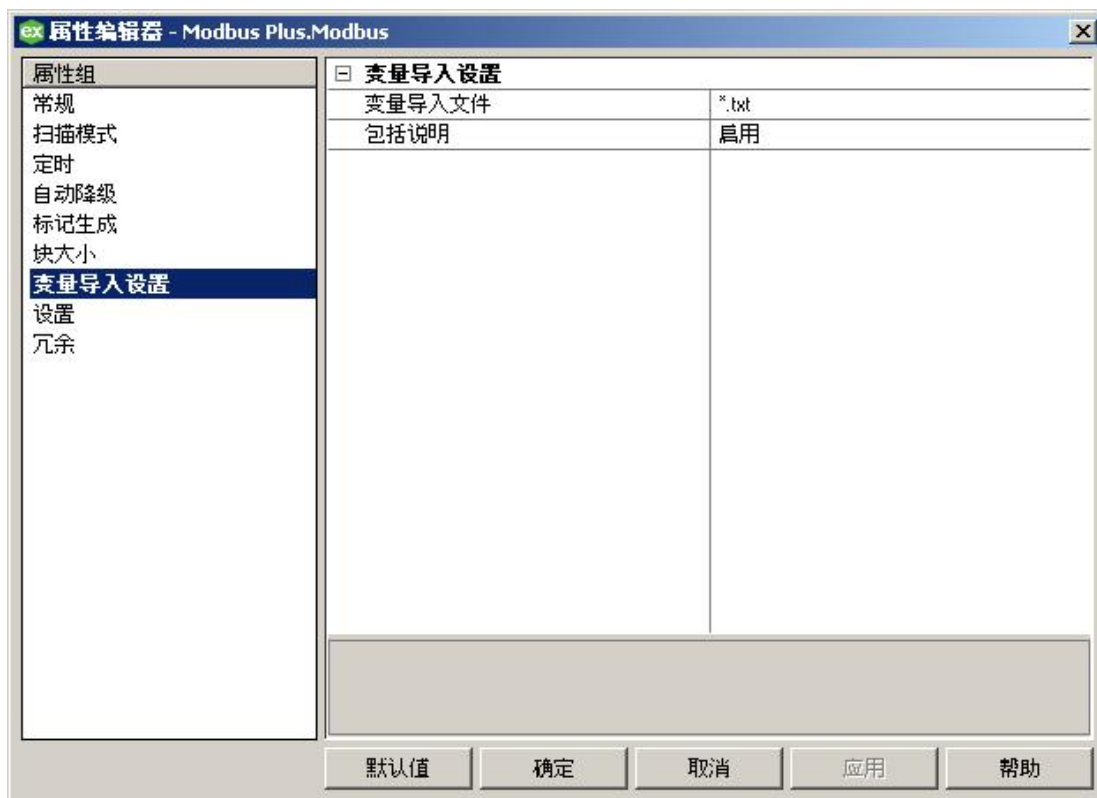 ex 属性编辑器 - Modbus Plus.Modbus
属性组
常规
扫描模式
定时
自动降级
标记生成
块大小
变量导入设置
设置
冗余
变量导入设置
变量导入文件 *.txt
包括说明 启用
默认值 确定 取消 应用 帮助